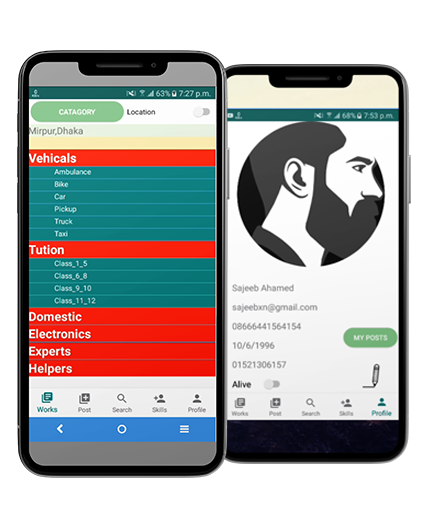 63% 7:27 p.m.
CATAGORY
Location
Mirpur,Dhaka
Vehicals
Ambulance
Bike
Car
Pickup
Truck
Taxi
Tution
Class_1_5
Class_6_8
Class_9_10
Class_11_12
Domestic
Electronics
Experts
Helpers
Works
Post
Search
Skills
Profile
68% 7:53 p.m.
Sajeeb Ahamed
sajeebxn@gmail.com
08666441564154
MY POSTS
10/6/1996
01521306157
Alive
Works
Post
Search
Skills
Profile